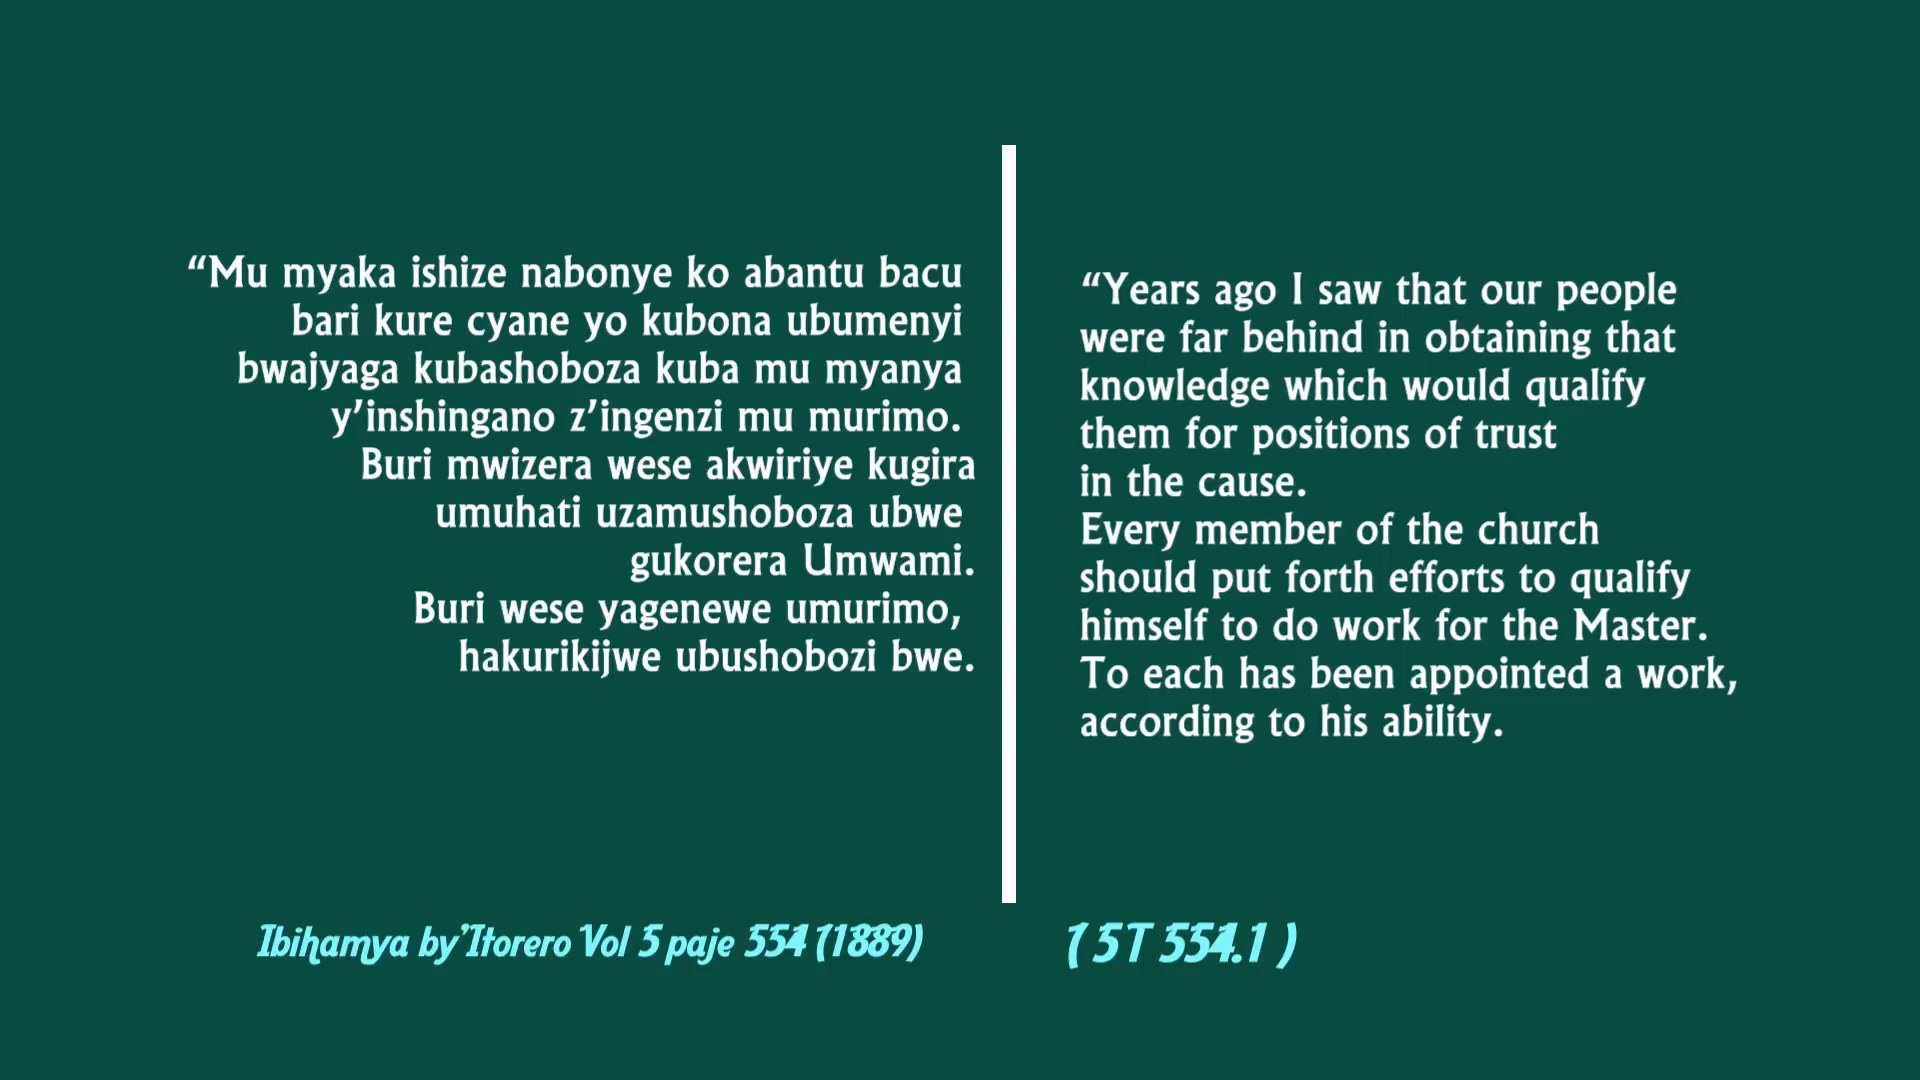 “Mu myaka ishize nabonye ko abantu bacu
bari kure cyane yo kubona ubumenyi
bwajyaga kubashoboza kuba mu myanya
y’inshingano z’ingenzi mu murimo.
Buri mwizera wese akwiriye kugira
umuhati uzamushoboza ubwe
gukorera Umwami.
Buri wese yagenewe umurimo,
hakurikijwe ubushobozi bwe.
Ibihamya by’Itorero Vol 5 paje 554 (1889)
“Years ago I saw that our people
were far behind in obtaining that
knowledge which would qualify
them for positions of trust
in the cause.
Every member of the church
should put forth efforts to qualify
himself to do work for the Master.
To each has been appointed a work,
according to his ability.
( 5T 554.1 )